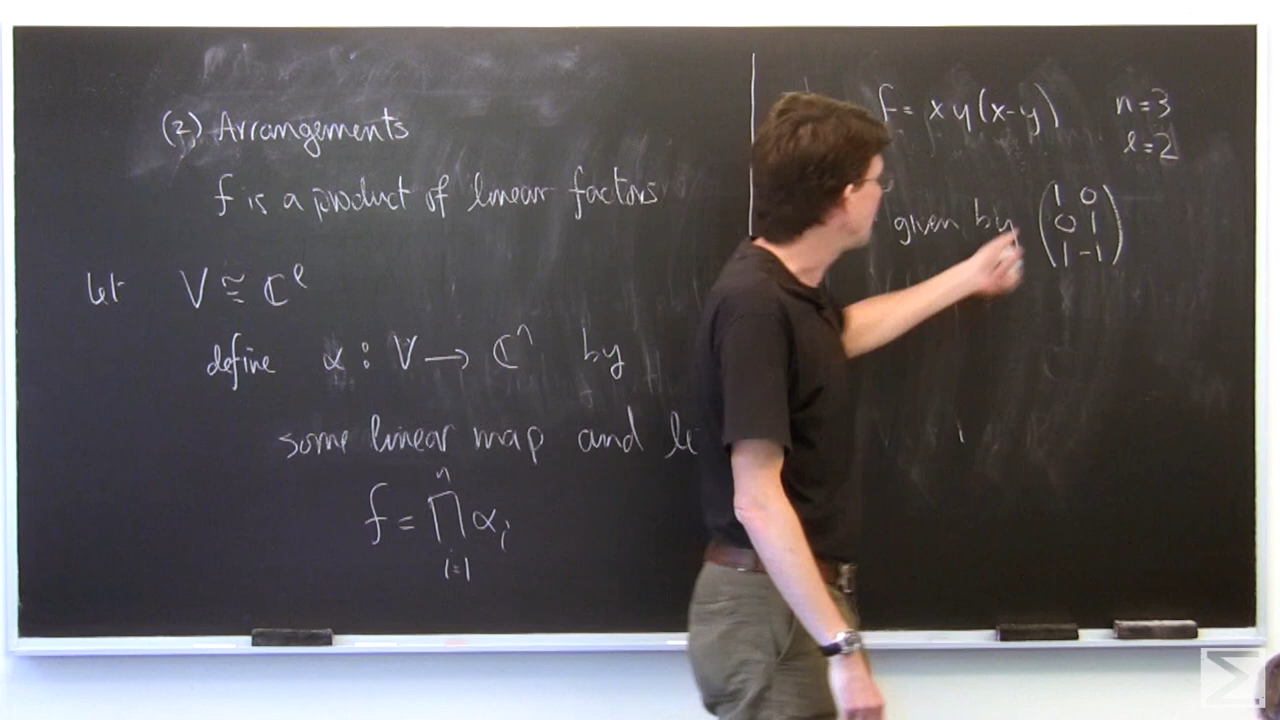 (2) Arrangements
f is a product of linear factors
let V ≅ ℂ^ℓ
define α : V → ℂ^n by
some linear map and
f = ∏_{i=1}^{n} α_i
f = xy(x-y) n=3
ℓ=2
given by
1 0
0 1
1 -1